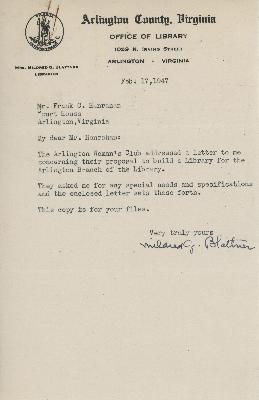 Arlington County, Virginia
OFFICE OF LIBRARY
1029 N. IRVING STREET
ARLINGTON - VIRGINIA
MRS. MILDRED G. BLATTNER
LIBRARIAN
Feb. 17,1947
Mr. Frank C. Hanrahan
Court House
Arlington,Virginia
My dear Mr. Hanrahan:
The Arlington Woman's Club addressed a letter to me
concerning their proposal to build a Library for the
Arlington Branch of the Library.
They asked me for any special needs and specifications
and the enclosed letter sets these forth.
This copy is for your files.
Very truly yours
Mildred G. Blattner